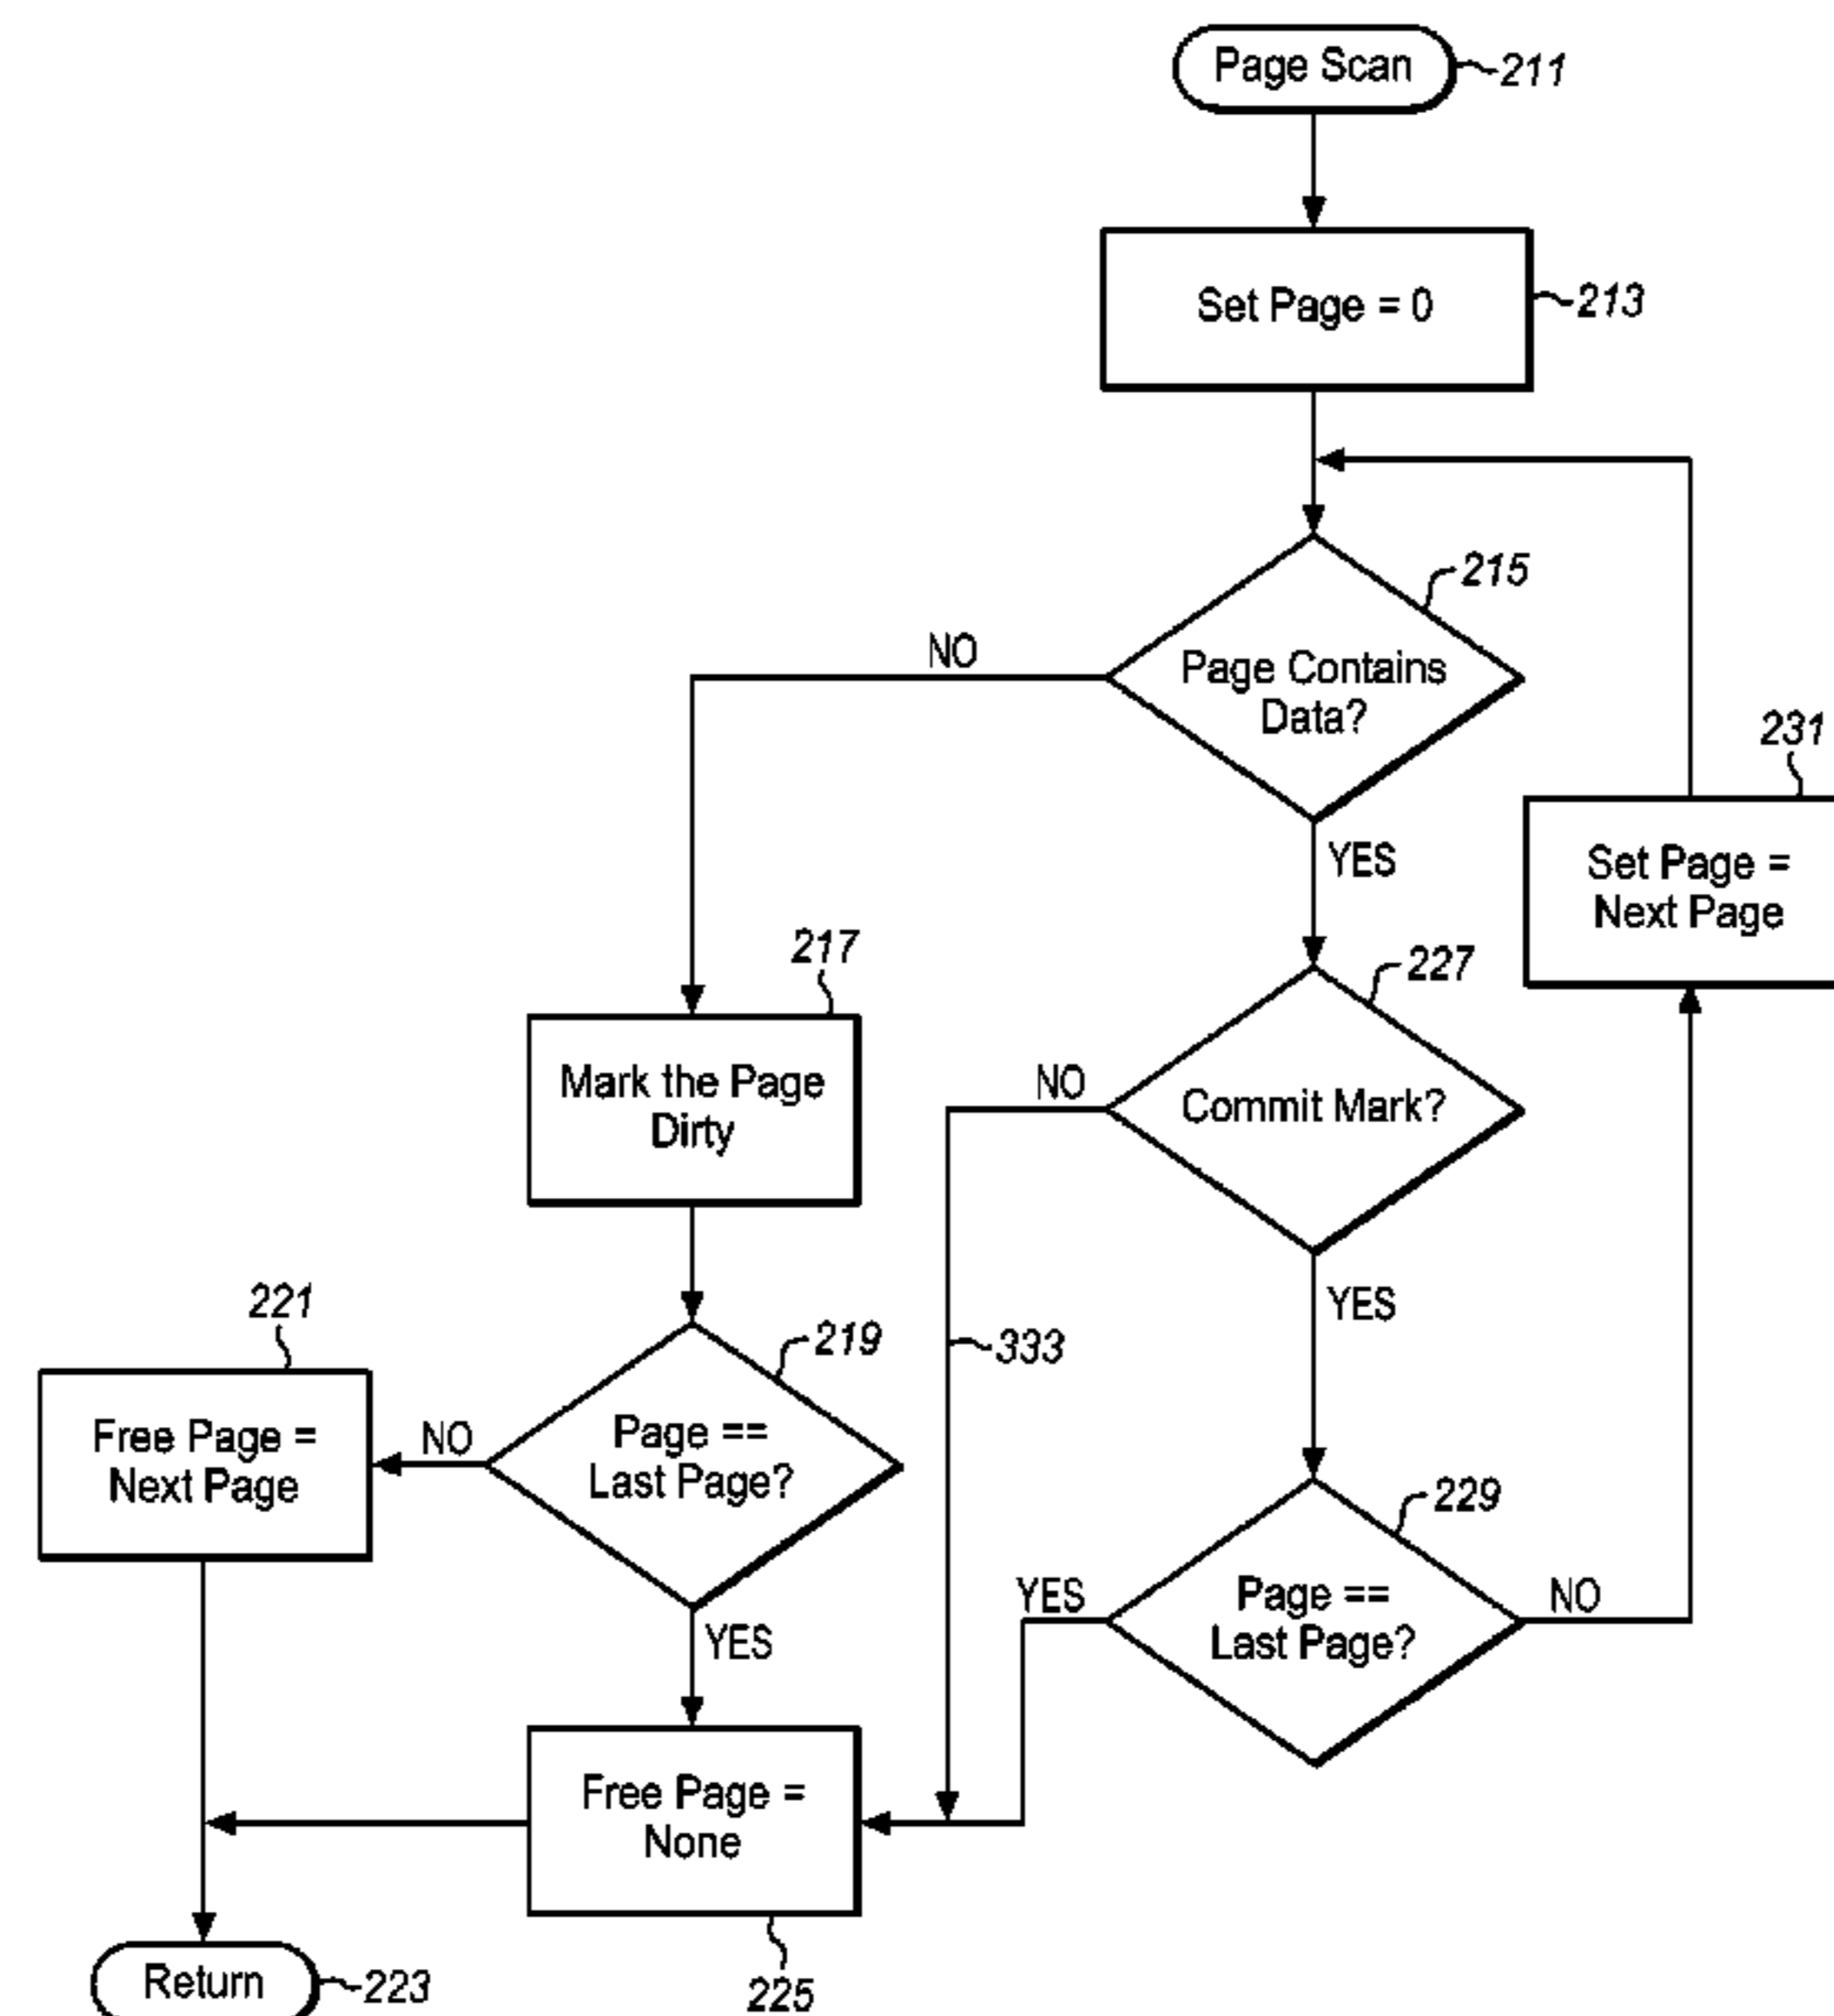 Page Scan
211
Set Page = 0
213
215
NO
Page Contains
Data?
231
YES
Set Page =
Next Page
217
227
Mark the Page
Dirty
NO
Commit Mark?
221
YES
219
333
Free Page =
Next Page
NO
Page ==
Last Page?
229
YES
Page ==
Last Page?
NO
YES
Free Page =
None
Return
223
225